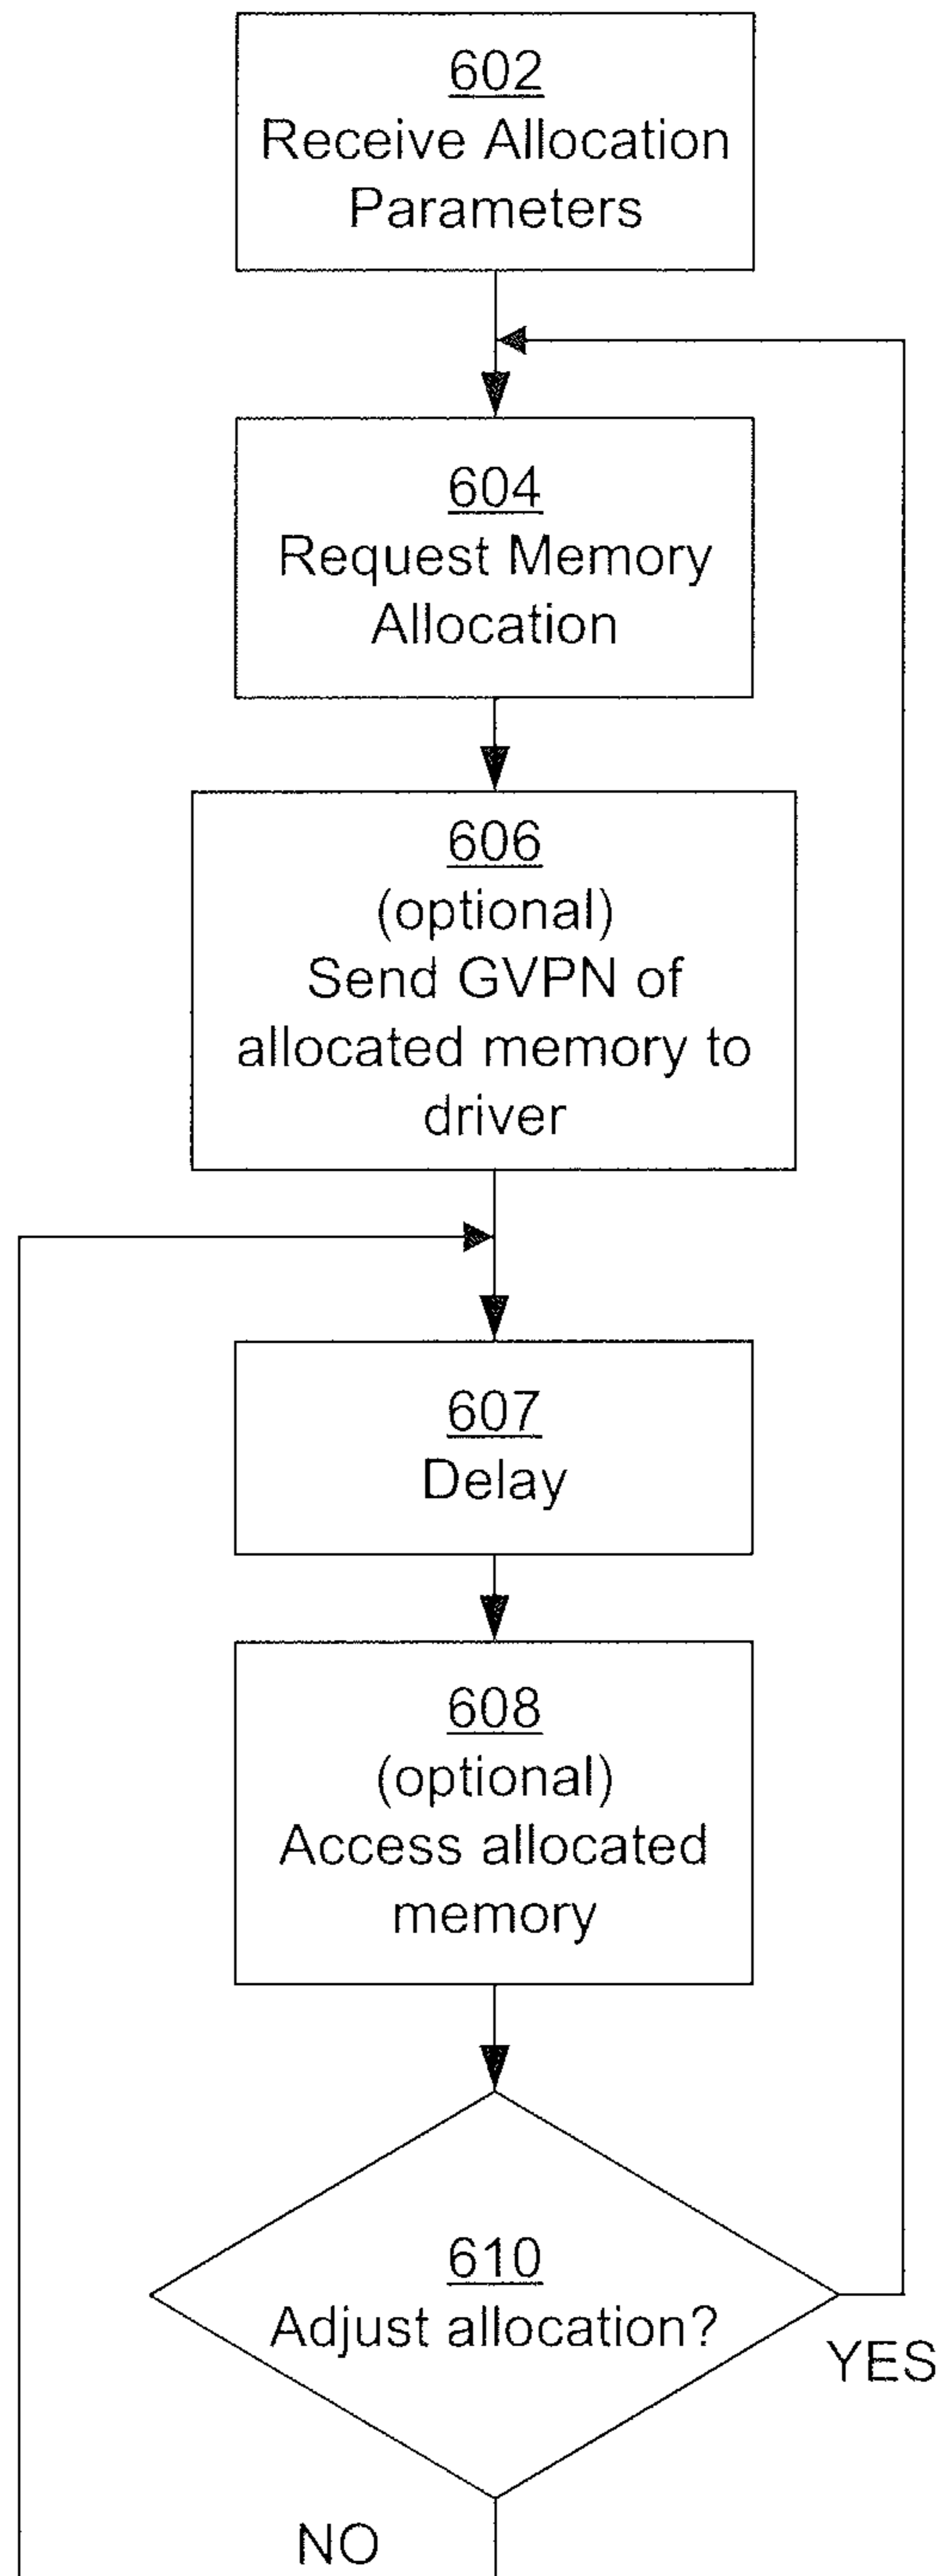 602
Receive Allocation
Parameters
604
Request Memory
Allocation
606
(optional)
Send GVPN of
allocated memory to
driver
607
Delay
608
(optional)
Access allocated
memory
610
Adjust allocation?
YES
NO